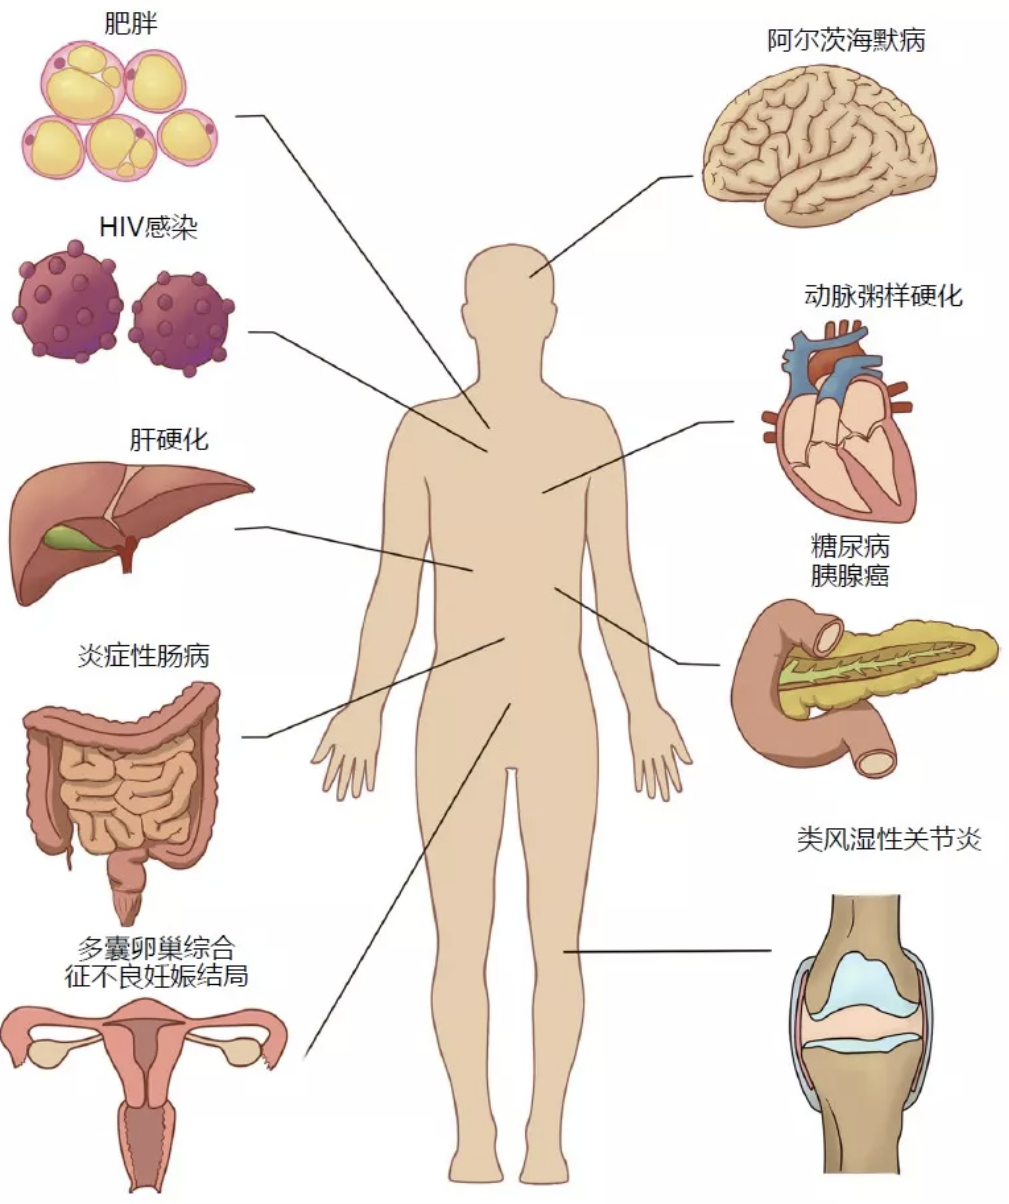 肥胖
阿尔茨海默病
HIV感染
动脉粥样硬化
肝硬化
糖尿病
胰腺癌
炎症性肠病
类风湿性关节炎
多囊卵巢综合
征不良妊娠结局